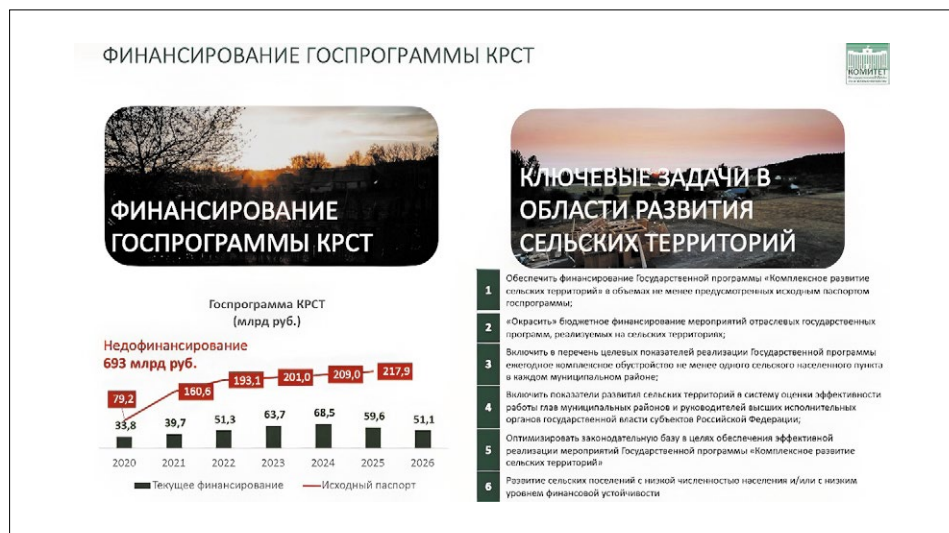 ФИНАНСИРОВАНИЕ ГОСПРОГРАММЫ КРСТ
КОМИТЕТ
ФИНАНСИРОВАНИЕ
ГОСПРОГРАММЫ КРСТ
Госпрограмма КРСТ
(млрд руб.)
Недофинансирование
693 млрд руб.
79,2
160,6
193,1
201,0
209,0
217,9
33,8
39,7
51,3
63,7
68,5
59,6
51,1
2020
2021
2022
2023
2024
2025
2026
Текущее финансирование
Исходный паспорт
КЛЮЧЕВЫЕ ЗАДАЧИ В
ОБЛАСТИ РАЗВИТИЯ
СЕЛЬСКИХ ТЕРРИТОРИЙ
1
Обеспечить финансирование Государственной программы «Комплексное развитие
сельских территорий» в объемах не менее предусмотренных исходным паспортом
госпрограммы;
2
«Окрасить» бюджетное финансирование мероприятий отраслевых государственных
программ, реализуемых на сельских территориях;
3
Включить в перечень целевых показателей реализации Государственной программы
ежегодное комплексное обустройство не менее одного сельского населенного пункта
в каждом муниципальном районе;
4
Включить показатели развития сельских территорий в систему оценки эффективности
работы глав муниципальных районов и руководителей высших исполнительных
органов государственной власти субъектов Российской Федерации;
5
Оптимизировать законодательную базу в целях обеспечения эффективной
реализации мероприятий Государственной программы «Комплексное развитие
сельских территорий»
6
Развитие сельских поселений с низкой численностью населения и/или с низким
уровнем финансовой устойчивости